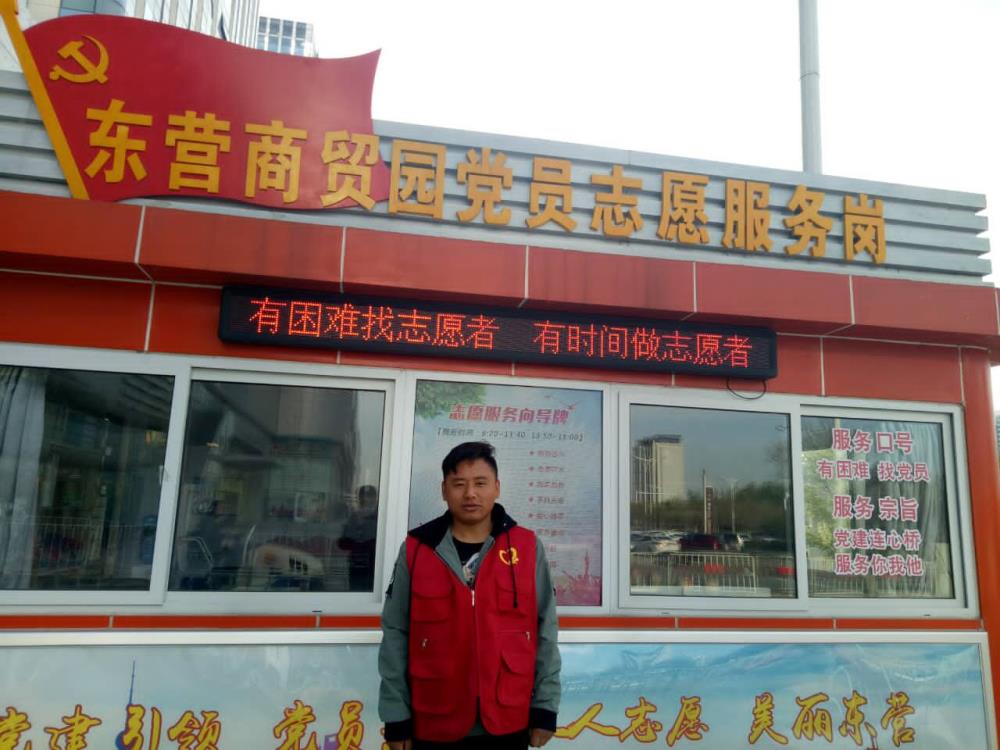 东营商贸园党员志愿服务岗
有困难找志愿者 有时间做志愿者
志愿服务向导牌
服务口号
有困难 找党员
服务宗旨
党建连心桥
服务你我他
党建引领 党员 人志愿 美丽东营